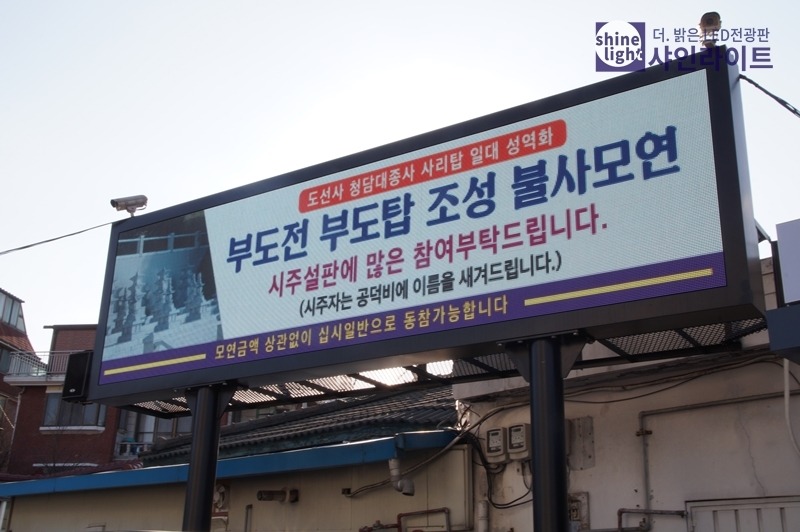 shine light
더. 밝은 LED전광판
샤인라이트
도선사 청담대종사 사리탑 일대 성역화
부도전 부도탑 조성 불사모연
시주설판에 많은 참여부탁드립니다.
(시주자는 공덕비에 이름을 새겨드립니다.)
모연금액 상관없이 십시일반으로 동참가능합니다